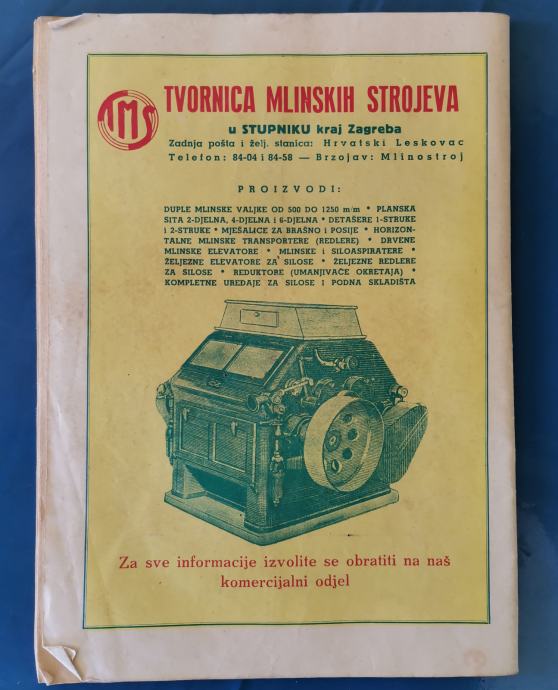 TMS
TVORNICA MLINSKIH STROJEVA
u STUPNIKU kraj Zagreba
Zadnja pošta i želj. stanica: Hrvatski Leskovac
Telefon: 84-04 i 84-58 — Brzojav: Mlinostroj
PROIZVODI:
DUPLE MLINSKE VALJKE OD 500 DO 1250 m/m • PLANSKA
SITA 2-DJELNA, 4-DJELNA i 6-DJELNA • DETAŠERE 1-STRUKE
i 2-STRUKE • MJEŠALICE ZA BRAŠNO I POSIJE • HORIZON-
TALNE MLINSKE TRANSPORTERE (REDLERE) • DRVENE
MLINSKE ELEVATORE • MLINSKE i SILOASPIRATERE •
ŽELJEZNE ELEVATORE ZA SILOSE • ŽELJEZNE REDLERE
ZA SILOSE • REDUKTORE (UMANJIVAČE OKRETAJA) •
KOMPLETNE UREĐAJE ZA SILOSE I PODNA SKLADIŠTA
Za sve informacije izvolite se obratiti na naš
komercijalni odjel